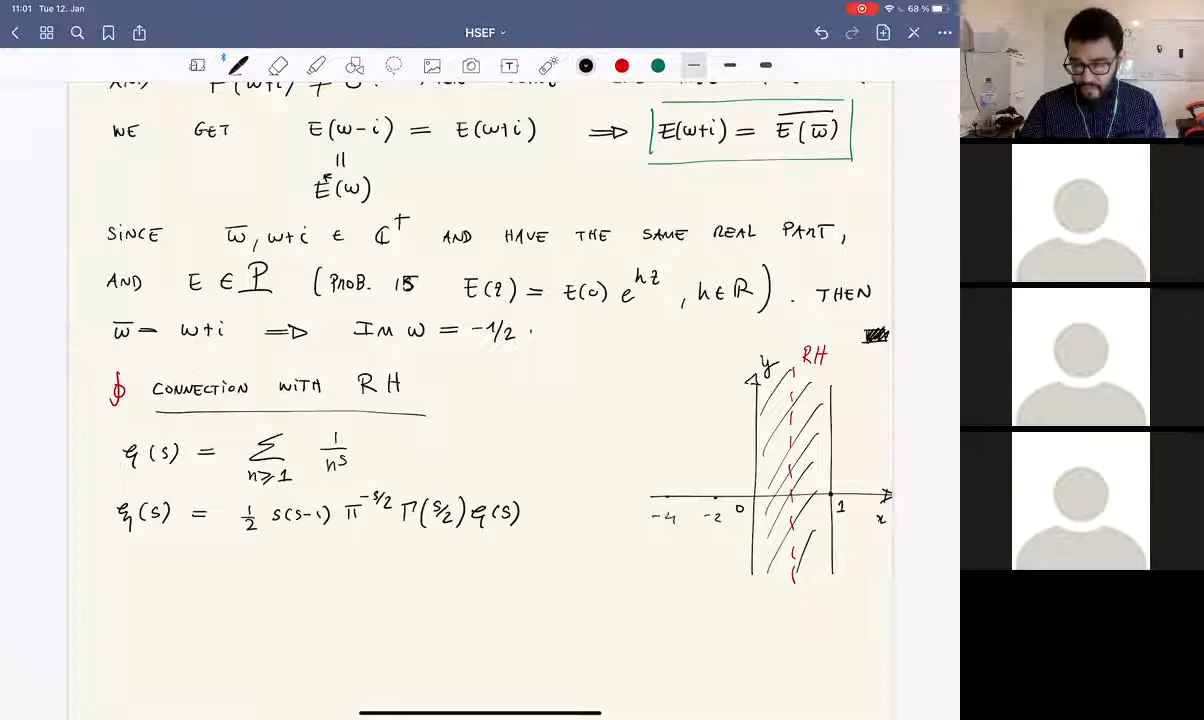 11:01 Tue 12. Jan
68 %
HSEF
WE GET E(w-i) = E(w+i) ⟹ E(w+i) = \overline{E(\overline{w})}
||
E*(w)
SINCE \overline{w}, w+i ∈ ℂ⁺ AND HAVE THE SAME REAL PART,
AND E ∈ P (PROB. 15 E(z) = E(0) e^{hz}, h ∈ ℝ). THEN
\overline{w} = w+i ⟹ IM w = -1/2.
CONNECTION WITH RH
ζ(s) = ∑_{n≥1} 1/n^s
ξ(s) = 1/2 s(s-1) π^{-s/2} Γ(s/2) ζ(s)
y RH
-4 -2 0 1 x